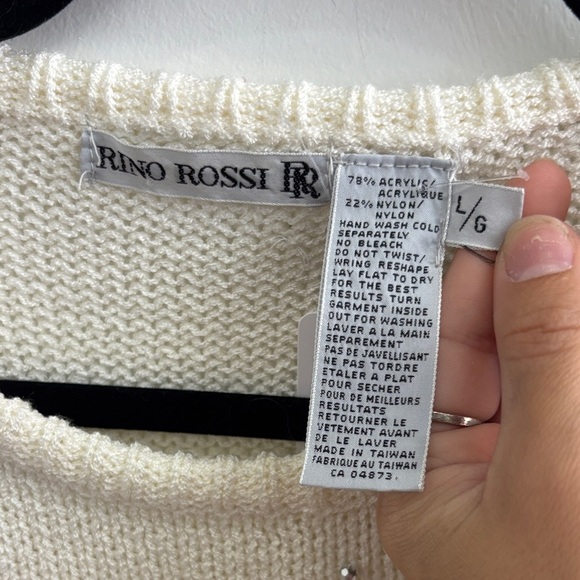 RINO ROSSI RR
78% ACRYLIC/
ACRYLIQUE
22% NYLON/
NYLON
HAND WASH COLD
SEPARATELY
NO BLEACH
DO NOT TWIST/
WRING RESHAPE
LAY FLAT TO DRY
FOR THE BEST
RESULTS TURN
GARMENT INSIDE
OUT FOR WASHING
LAVER A LA MAIN
SEPAREMENT
PAS DE JAVELLISANT
NE PAS TORDRE
ETALER A PLAT
POUR SECHER
POUR DE MEILLEURS
RESULTATS
RETOURNER LE
VETEMENT AVANT
DE LE LAVER
MADE IN TAIWAN
FABRIQUE AU TAIWAN
CA 04873.
L/G